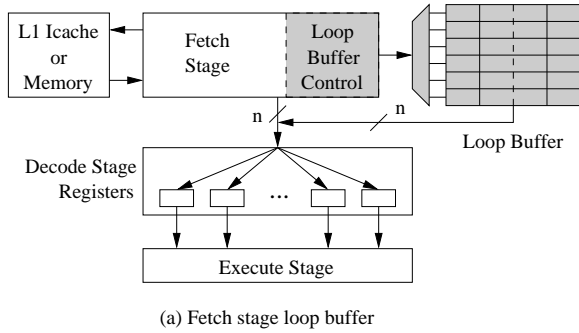 L1 Icache
or
Memory
Fetch
Stage
Loop
Buffer
Control
n
n
Loop Buffer
Decode Stage
Registers
...
Execute Stage
(a) Fetch stage loop buffer